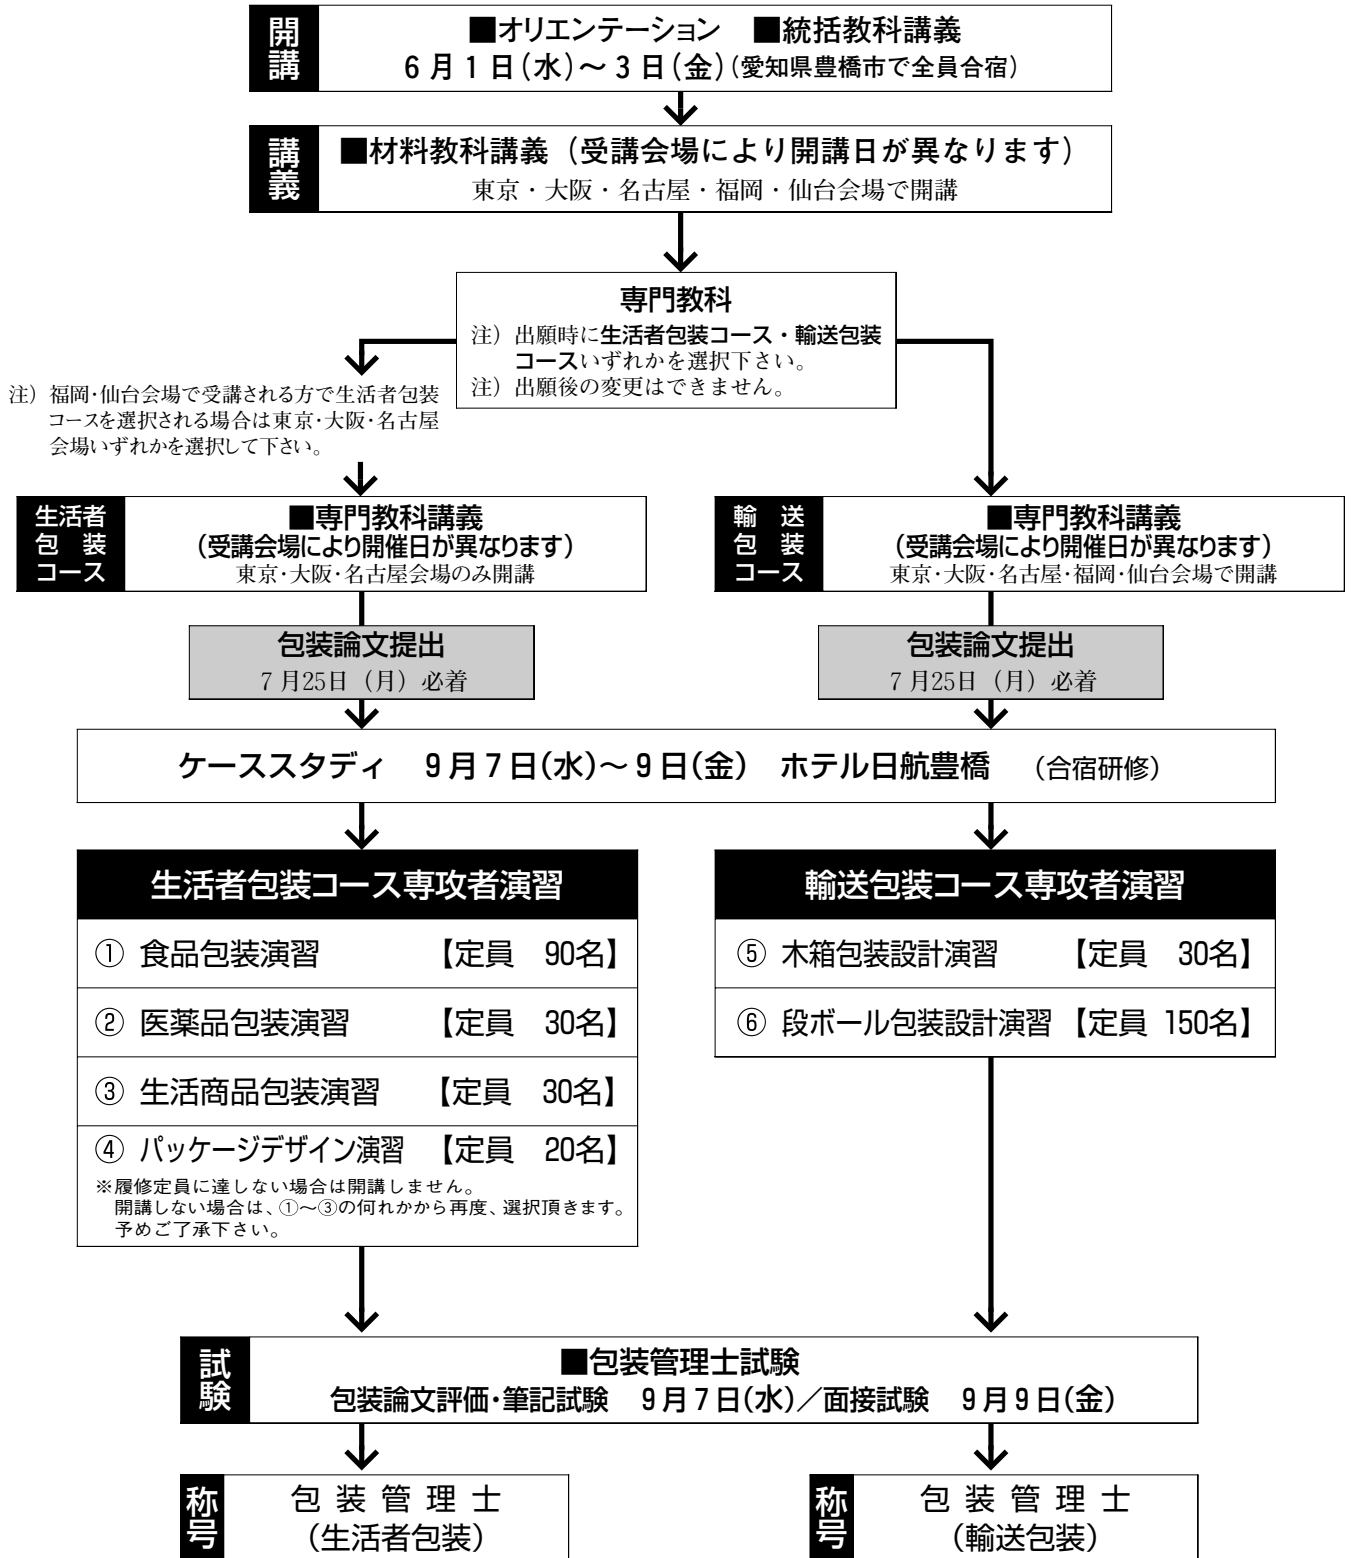 開講
■オリエンテーション　■統括教科講義
6月1日(水)～3日(金)(愛知県豊橋市で全員合宿)
講義
■材料教科講義（受講会場により開講日が異なります）
東京・大阪・名古屋・福岡・仙台会場で開講
専門教科
注）出願時に生活者包装コース・輸送包装
コースいずれかを選択下さい。
注）出願後の変更はできません。
注）福岡・仙台会場で受講される方で生活者包装
コースを選択される場合は東京・大阪・名古屋
会場いずれかを選択して下さい。
生活者
包装
コース
■専門教科講義
(受講会場により開催日が異なります)
東京・大阪・名古屋会場のみ開講
輸送
包装
コース
■専門教科講義
(受講会場により開催日が異なります)
東京・大阪・名古屋・福岡・仙台会場で開講
包装論文提出
7月25日（月）必着
包装論文提出
7月25日（月）必着
ケーススタディ　9月7日(水)～9日(金)　ホテル日航豊橋　(合宿研修)
生活者包装コース専攻者演習
① 食品包装演習　【定員　90名】
② 医薬品包装演習　【定員　30名】
③ 生活商品包装演習　【定員　30名】
④ パッケージデザイン演習　【定員　20名】
※履修定員に達しない場合は開講しません。
開講しない場合は、①～③の何れかから再度、選択頂きます。
予めご了承下さい。
輸送包装コース専攻者演習
⑤ 木箱包装設計演習　【定員　30名】
⑥ 段ボール包装設計演習　【定員　150名】
試験
■包装管理士試験
包装論文評価・筆記試験　9月7日(水)／面接試験　9月9日(金)
称号
包装管理士
(生活者包装)
称号
包装管理士
(輸送包装)